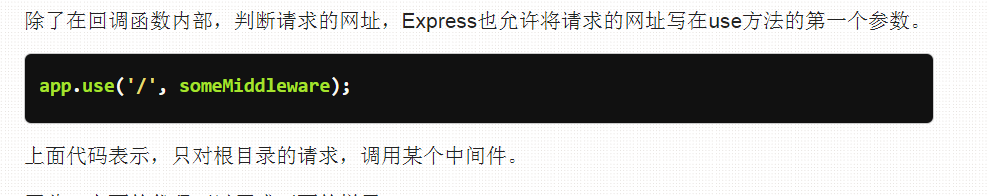 除了在回调函数内部，判断请求的网址，Express也允许将请求的网址写在use方法的第一个参数。
app.use('/', someMiddleware);
上面代码表示，只对根目录的请求，调用某个中间件。